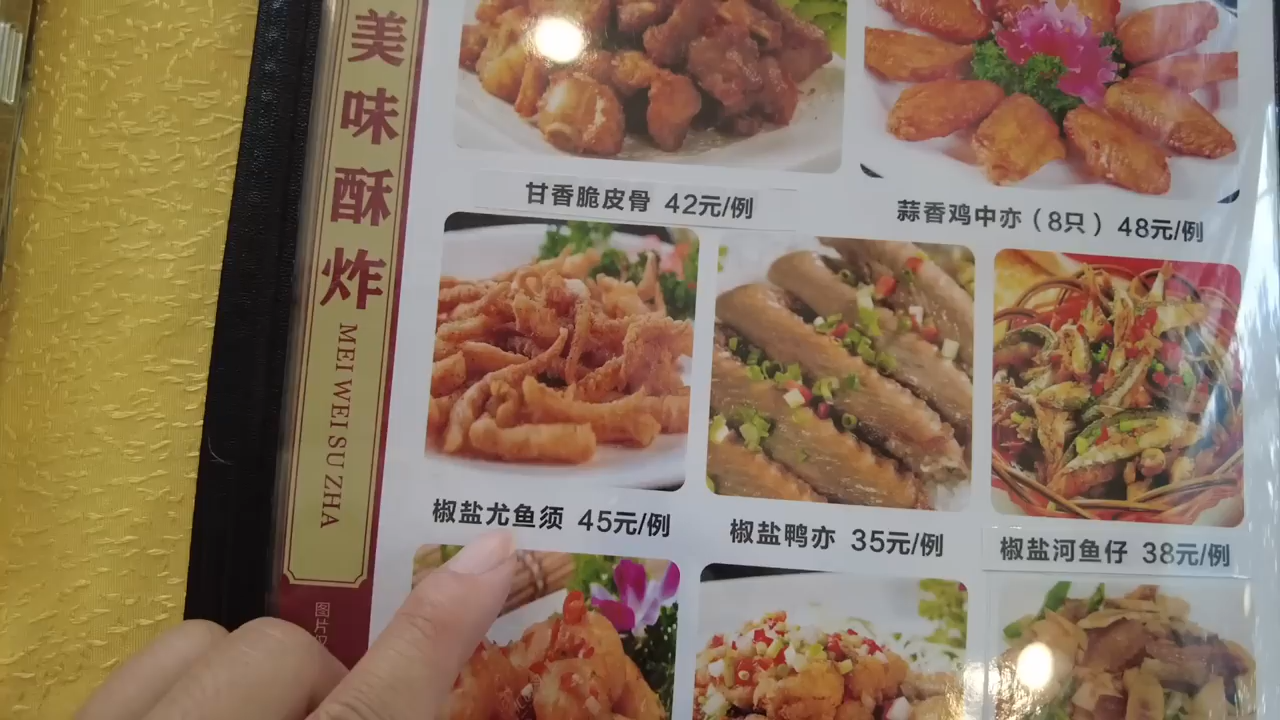 美味酥炸
MEI WEI SU ZHA
甘香脆皮骨 42元/例
蒜香鸡中亦（8只）48元/例
椒盐尤鱼须 45元/例
椒盐鸭亦 35元/例
椒盐河鱼仔 38元/例
图片